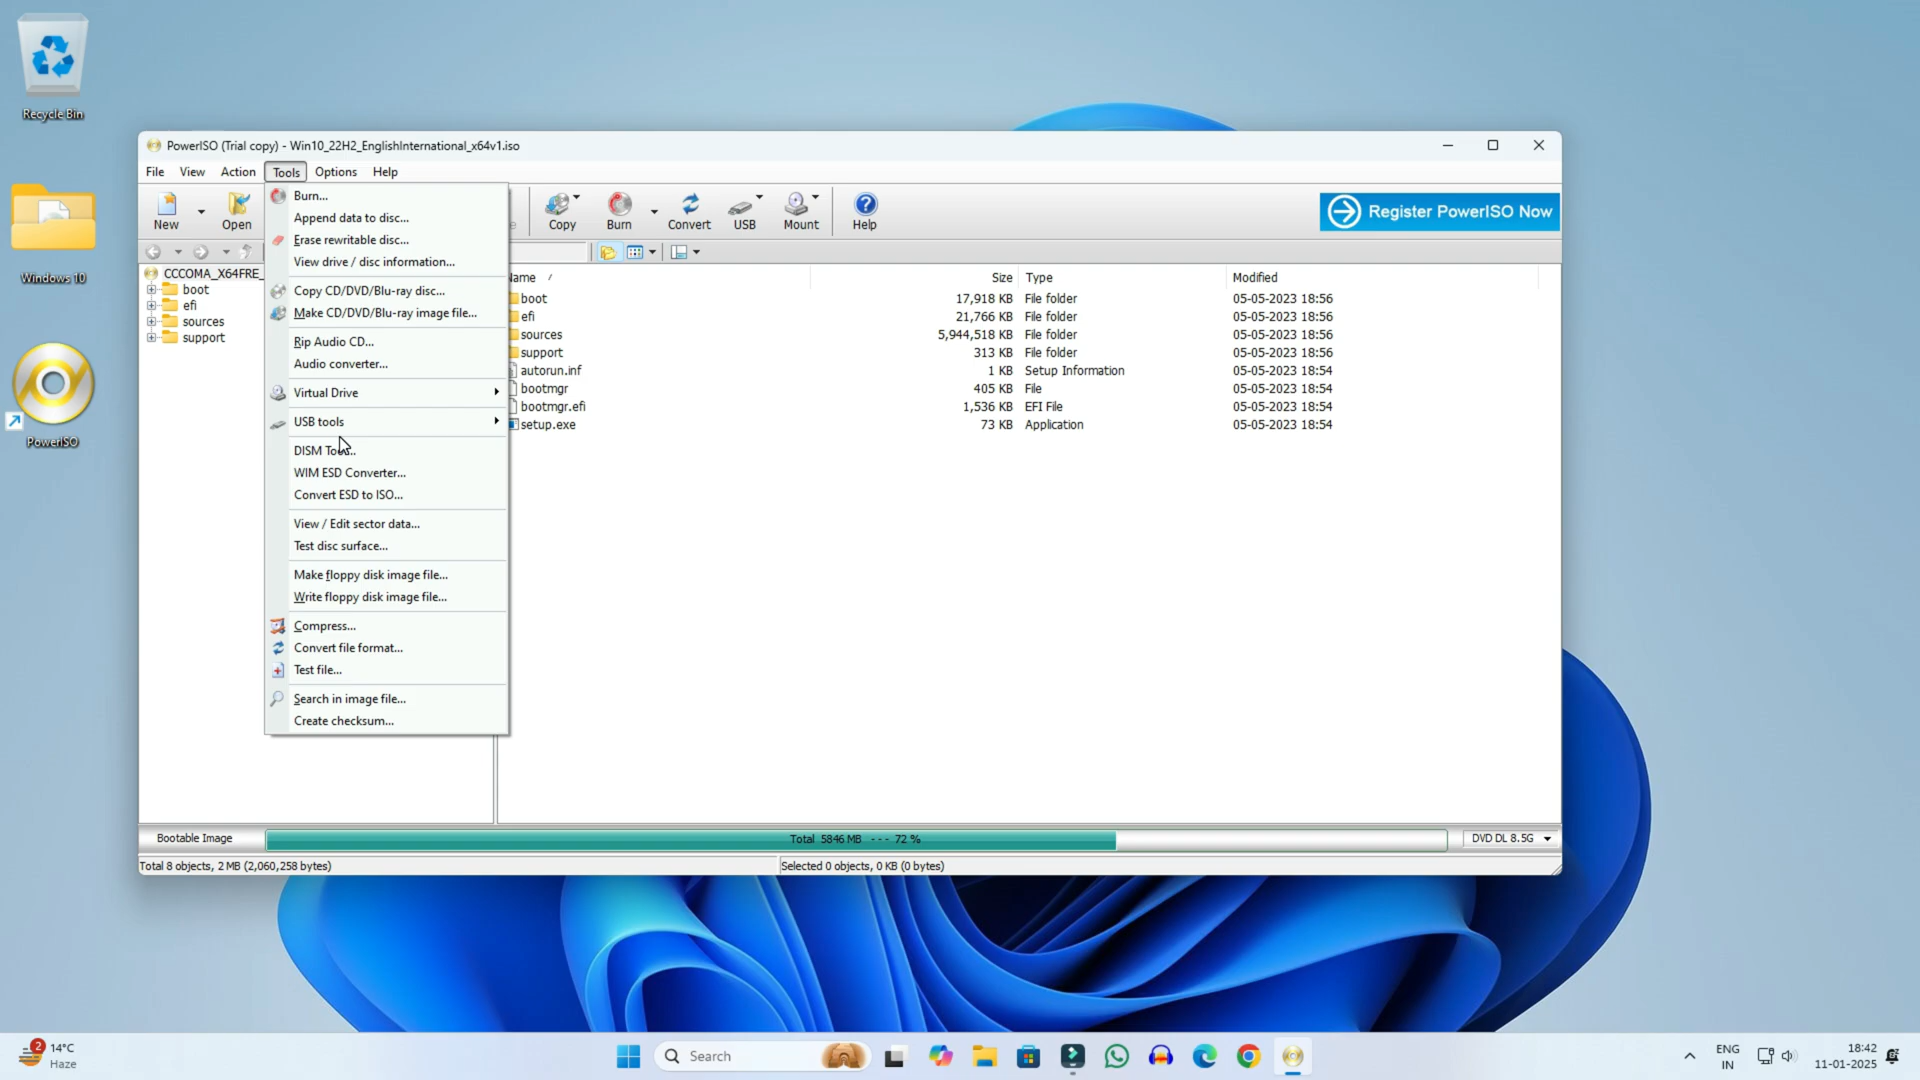 Recycle Bin
Windows 10
PowerISO
PowerISO (Trial copy) - Win10_22H2_EnglishInternational_x64v1.iso
File View Action Tools Options Help
New Open Copy Burn Convert USB Mount Help
Register PowerISO Now
CCCOMA_X64FRE_
boot
efi
sources
support
Burn...
Append data to disc...
Erase rewritable disc...
View drive / disc information...
Copy CD/DVD/Blu-ray disc...
Make CD/DVD/Blu-ray image file...
Rip Audio CD...
Audio converter...
Virtual Drive
USB tools
DISM Tool...
WIM ESD Converter...
Convert ESD to ISO...
View / Edit sector data...
Test disc surface...
Make floppy disk image file...
Write floppy disk image file...
Compress...
Convert file format...
Test file...
Search in image file...
Create checksum...
Name Size Type Modified
boot 17,918 KB File folder 05-05-2023 18:56
efi 21,766 KB File folder 05-05-2023 18:56
sources 5,944,518 KB File folder 05-05-2023 18:56
support 313 KB File folder 05-05-2023 18:56
autorun.inf 1 KB Setup Information 05-05-2023 18:54
bootmgr 405 KB File 05-05-2023 18:54
bootmgr.efi 1,536 KB EFI File 05-05-2023 18:54
setup.exe 73 KB Application 05-05-2023 18:54
Bootable Image Total 5846 MB --- 72 % DVD DL 8.5G
Total 8 objects, 2 MB (2,060,258 bytes) Selected 0 objects, 0 KB (0 bytes)
2
14°C
Haze
Search
ENG
IN
18:42
11-01-2025